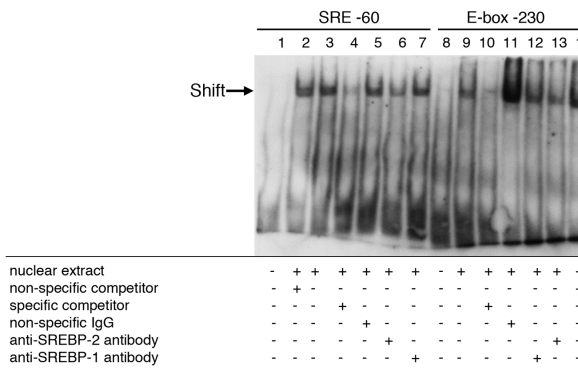 SRE -60 E-box -230
1 2 3 4 5 6 7 8 9 10 11 12 13
Shift
nuclear extract - + + + + + + - + + + + + -
non-specific competitor - + - - - - - - - - - - - -
specific competitor - - - + - - - - - + - - - -
non-specific IgG - - - - + - - - - - + - - -
anti-SREBP-2 antibody - - - - - + - - - - - - + -
anti-SREBP-1 antibody - - - - - - + - - - - + - -